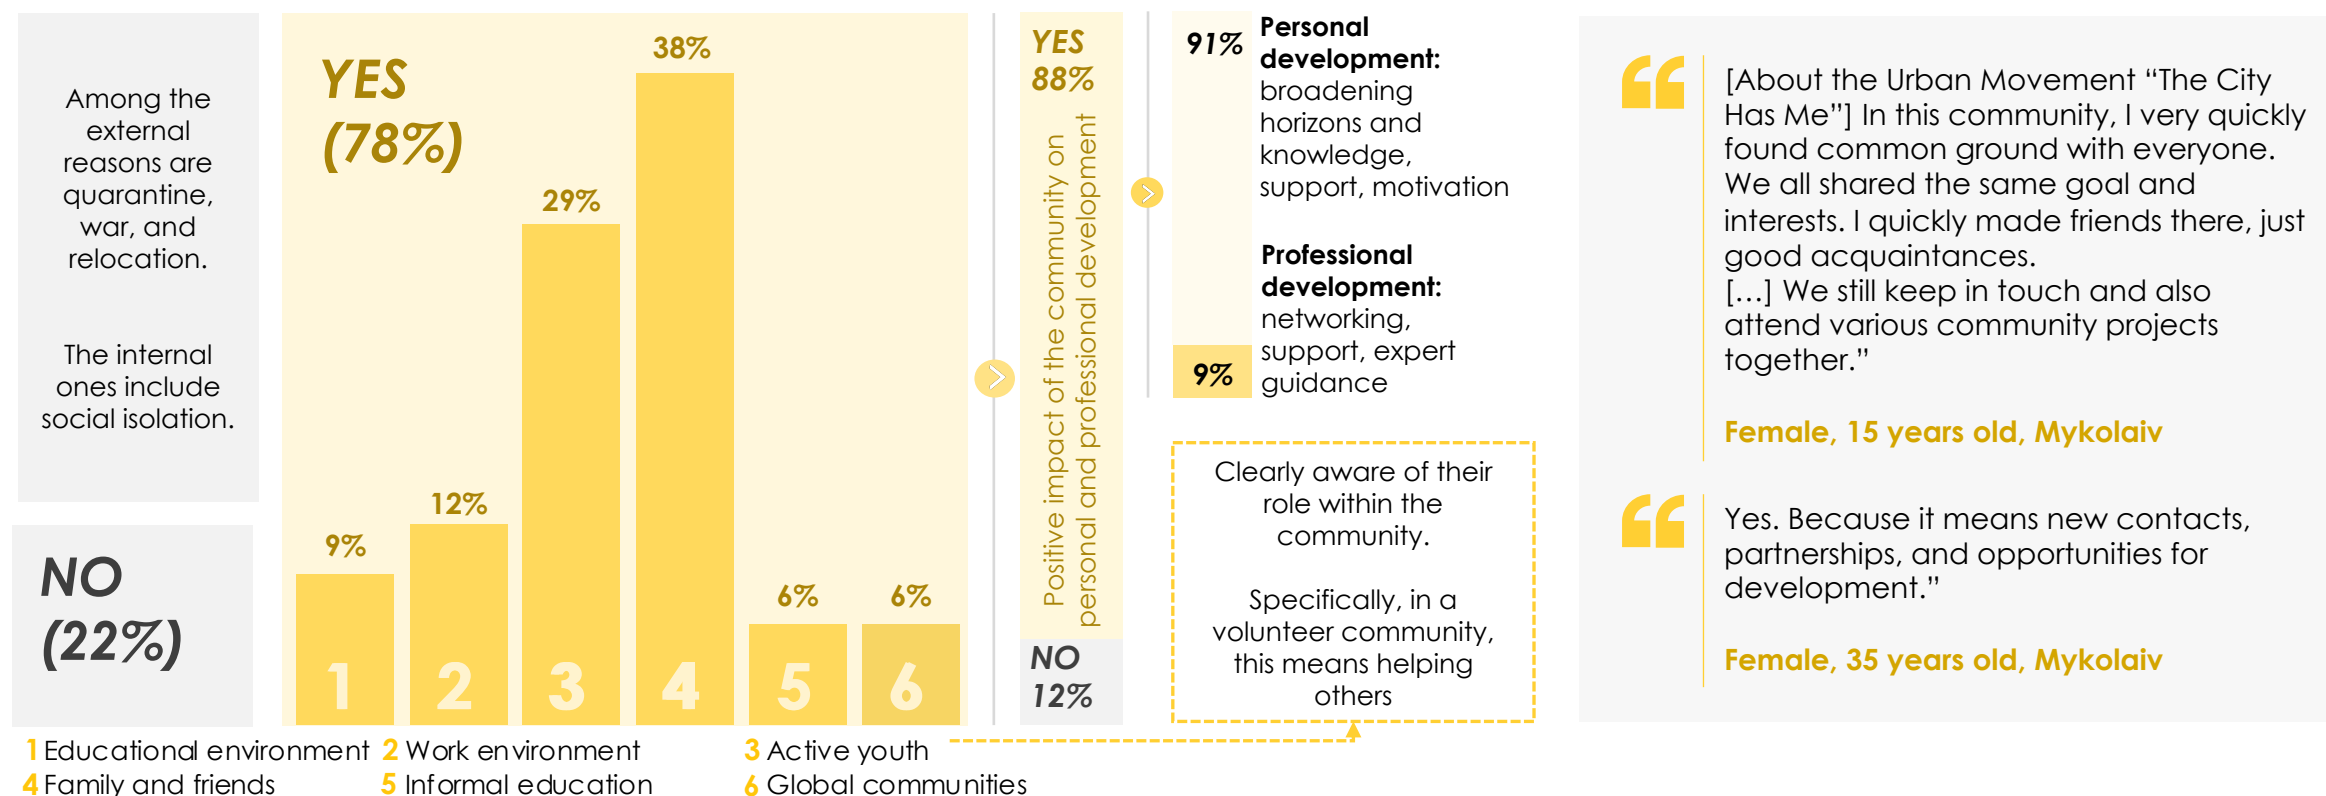 Among the
external
reasons are
quarantine,
war, and
relocation.
The internal
ones include
social isolation.
NO
(22%)
YES
(78%)
9%
12%
29%
38%
6%
6%
1
2
3
4
5
6
1 Educational environment
2 Work environment
3 Active youth
4 Family and friends
5 Informal education
6 Global communities
YES
88%
Positive impact of the community on
personal and professional development
NO
12%
91%
Personal
development:
broadening
horizons and
knowledge,
support, motivation
9%
Professional
development:
networking,
support, expert
guidance
Clearly aware of their
role within the
community.
Specifically, in a
volunteer community,
this means helping
others
“
[About the Urban Movement “The City
Has Me”] In this community, I very quickly
found common ground with everyone.
We all shared the same goal and
interests. I quickly made friends there, just
good acquaintances.
[…] We still keep in touch and also
attend various community projects
together.”
Female, 15 years old, Mykolaiv
“
Yes. Because it means new contacts,
partnerships, and opportunities for
development.”
Female, 35 years old, Mykolaiv